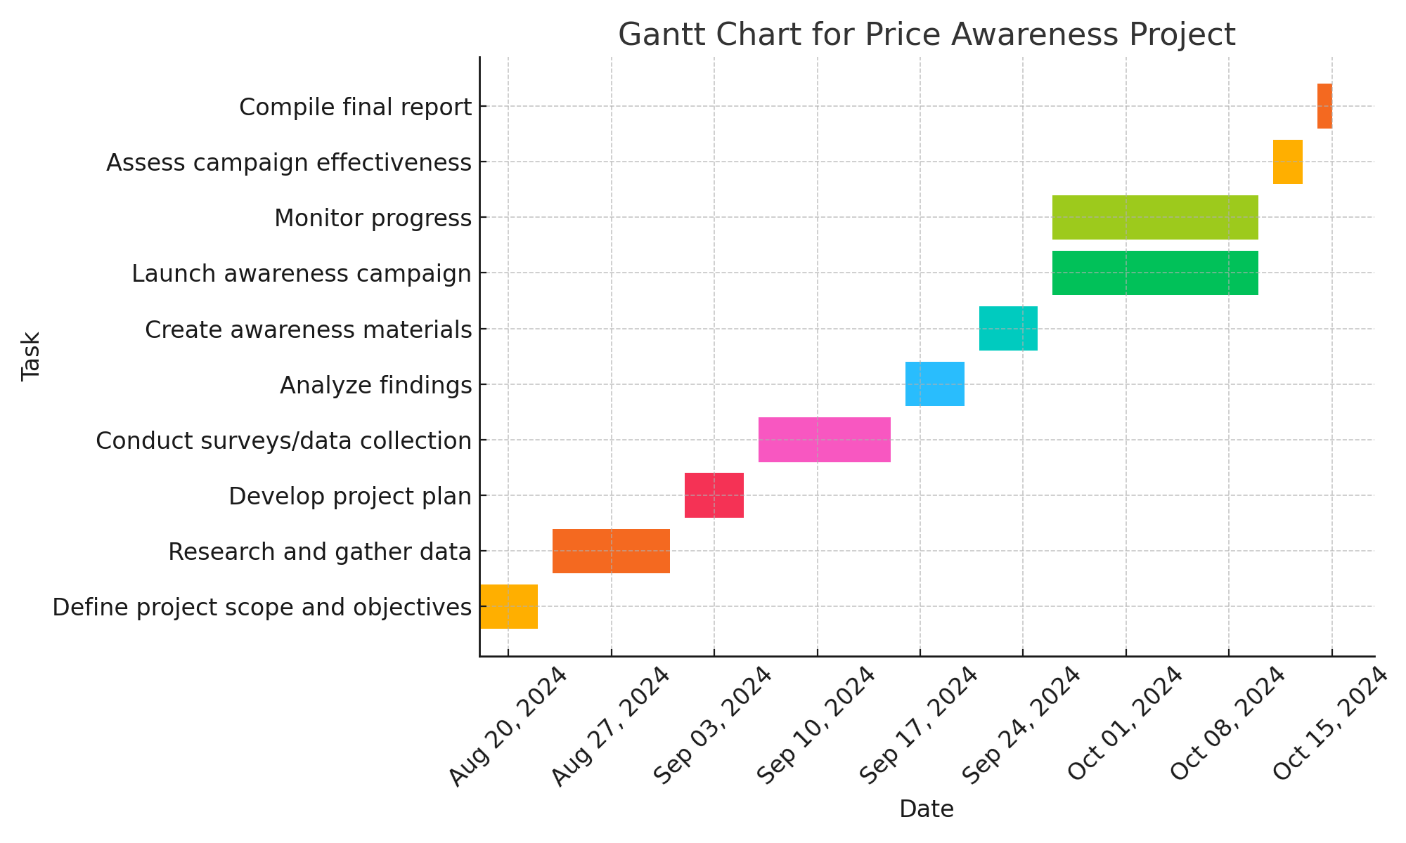 Gantt Chart for Price Awareness Project
Task
Compile final report
Assess campaign effectiveness
Monitor progress
Launch awareness campaign
Create awareness materials
Analyze findings
Conduct surveys/data collection
Develop project plan
Research and gather data
Define project scope and objectives
Aug 20, 2024
Aug 27, 2024
Sep 03, 2024
Sep 10, 2024
Sep 17, 2024
Sep 24, 2024
Oct 01, 2024
Oct 08, 2024
Oct 15, 2024
Date